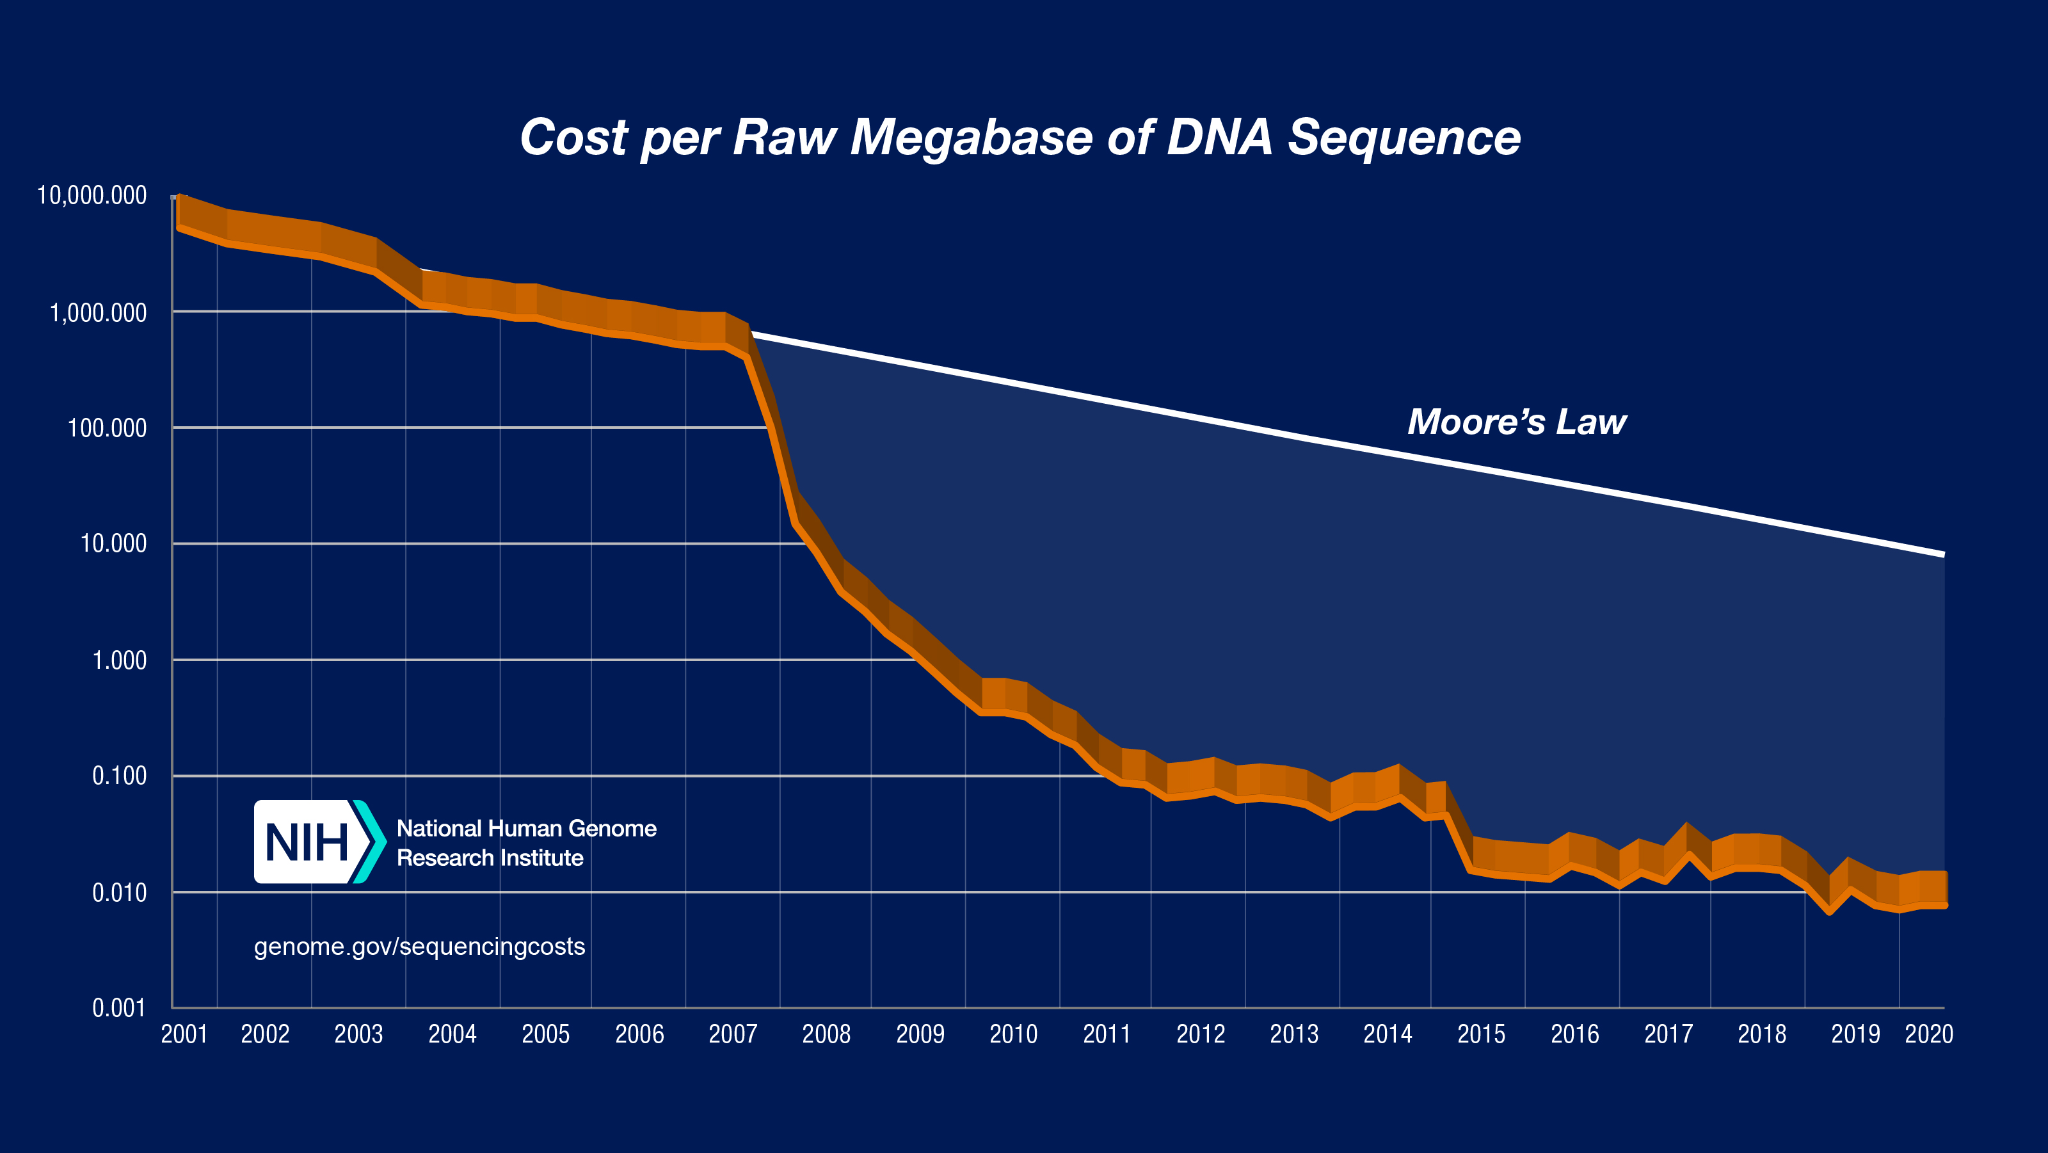 Cost per Raw Megabase of DNA Sequence
10,000.000
1,000.000
100.000
10.000
1.000
0.100
0.010
0.001
Moore’s Law
NIH
National Human Genome
Research Institute
genome.gov/sequencingcosts
2001 2002 2003 2004 2005 2006 2007 2008 2009 2010 2011 2012 2013 2014 2015 2016 2017 2018 2019 2020